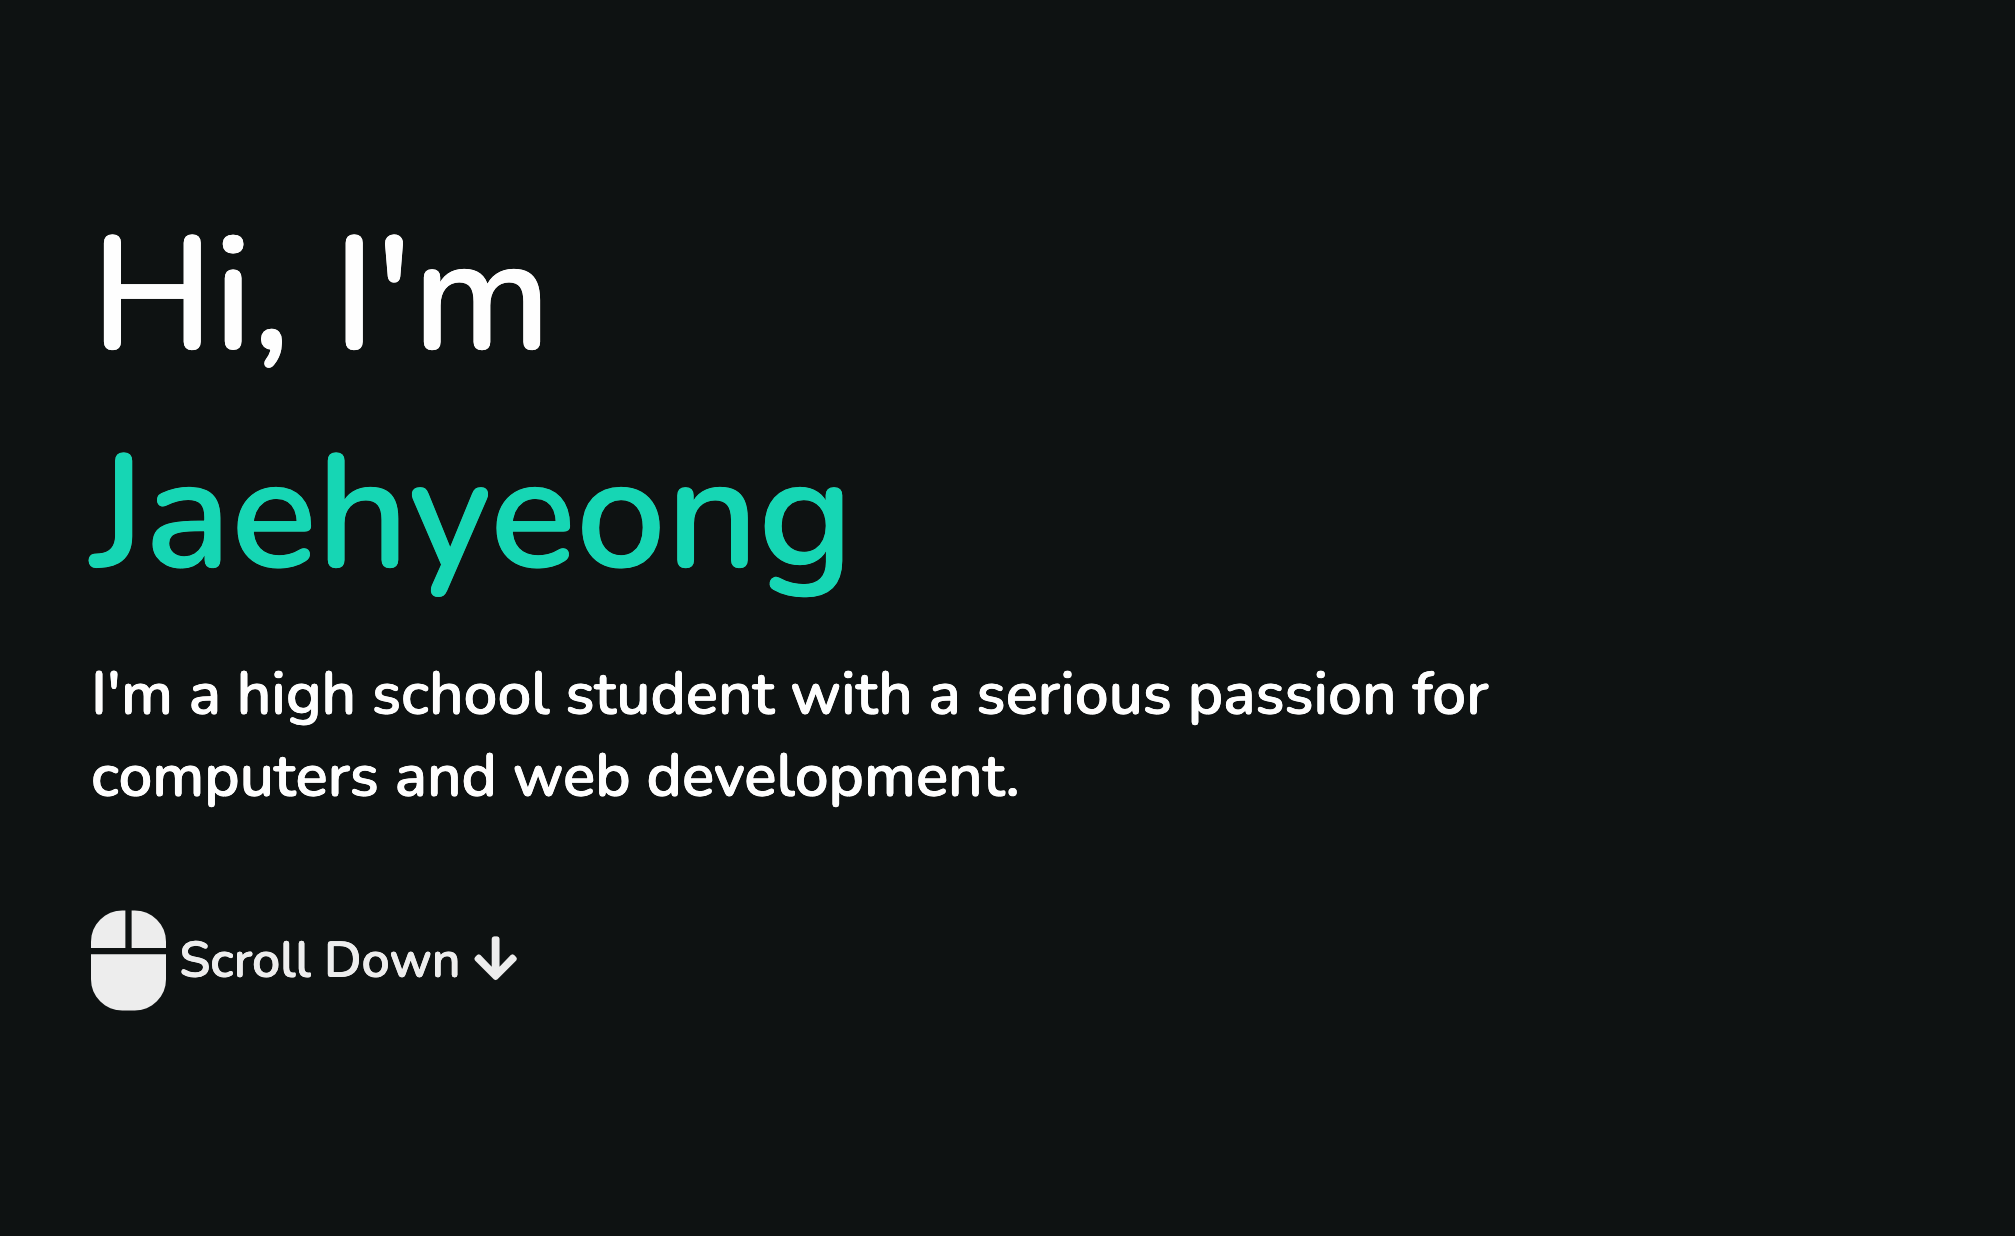 Hi, I'm
Jaehyeong
I'm a high school student with a serious passion for
computers and web development.
Scroll Down